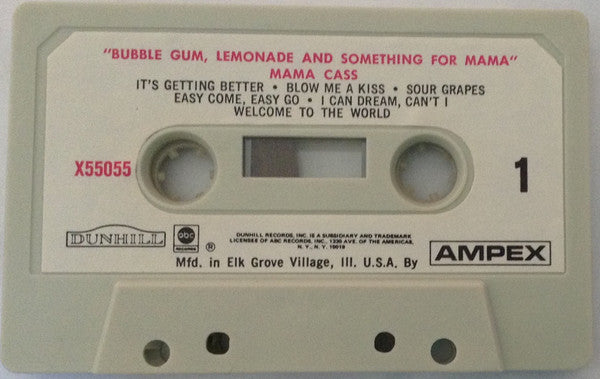 "BUBBLE GUM, LEMONADE AND SOMETHING FOR MAMA"
MAMA CASS
IT'S GETTING BETTER • BLOW ME A KISS • SOUR GRAPES
EASY COME, EASY GO • I CAN DREAM, CAN'T I
WELCOME TO THE WORLD
X55055
1
DUNHILL
abc
RECORDS
®
DUNHILL RECORDS, INC. IS A SUBSIDIARY AND TRADEMARK
LICENSEE OF ABC RECORDS, INC., 1330 AVE. OF THE AMERICAS,
N. Y., N. Y. 10019
Mfd. in Elk Grove Village, Ill. U.S.A. By
AMPEX